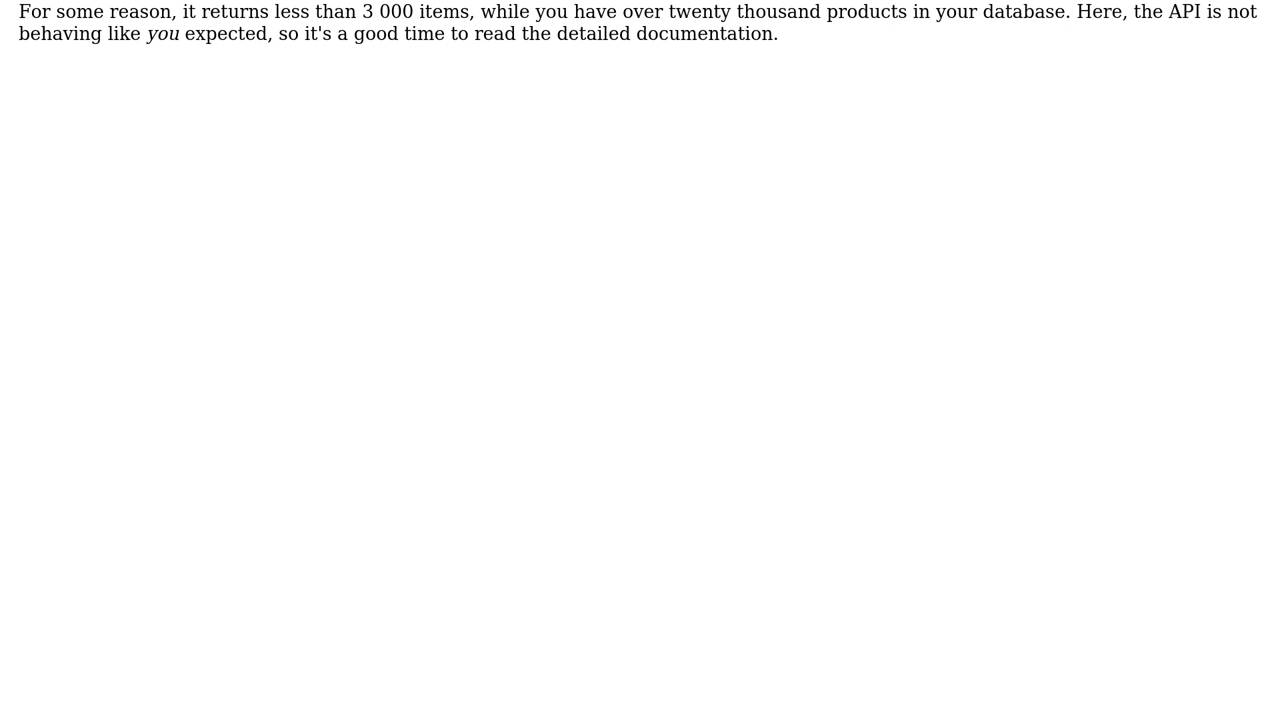 For some reason, it returns less than 3 000 items, while you have over twenty thousand products in your database. Here, the API is not
behaving like you expected, so it's a good time to read the detailed documentation.